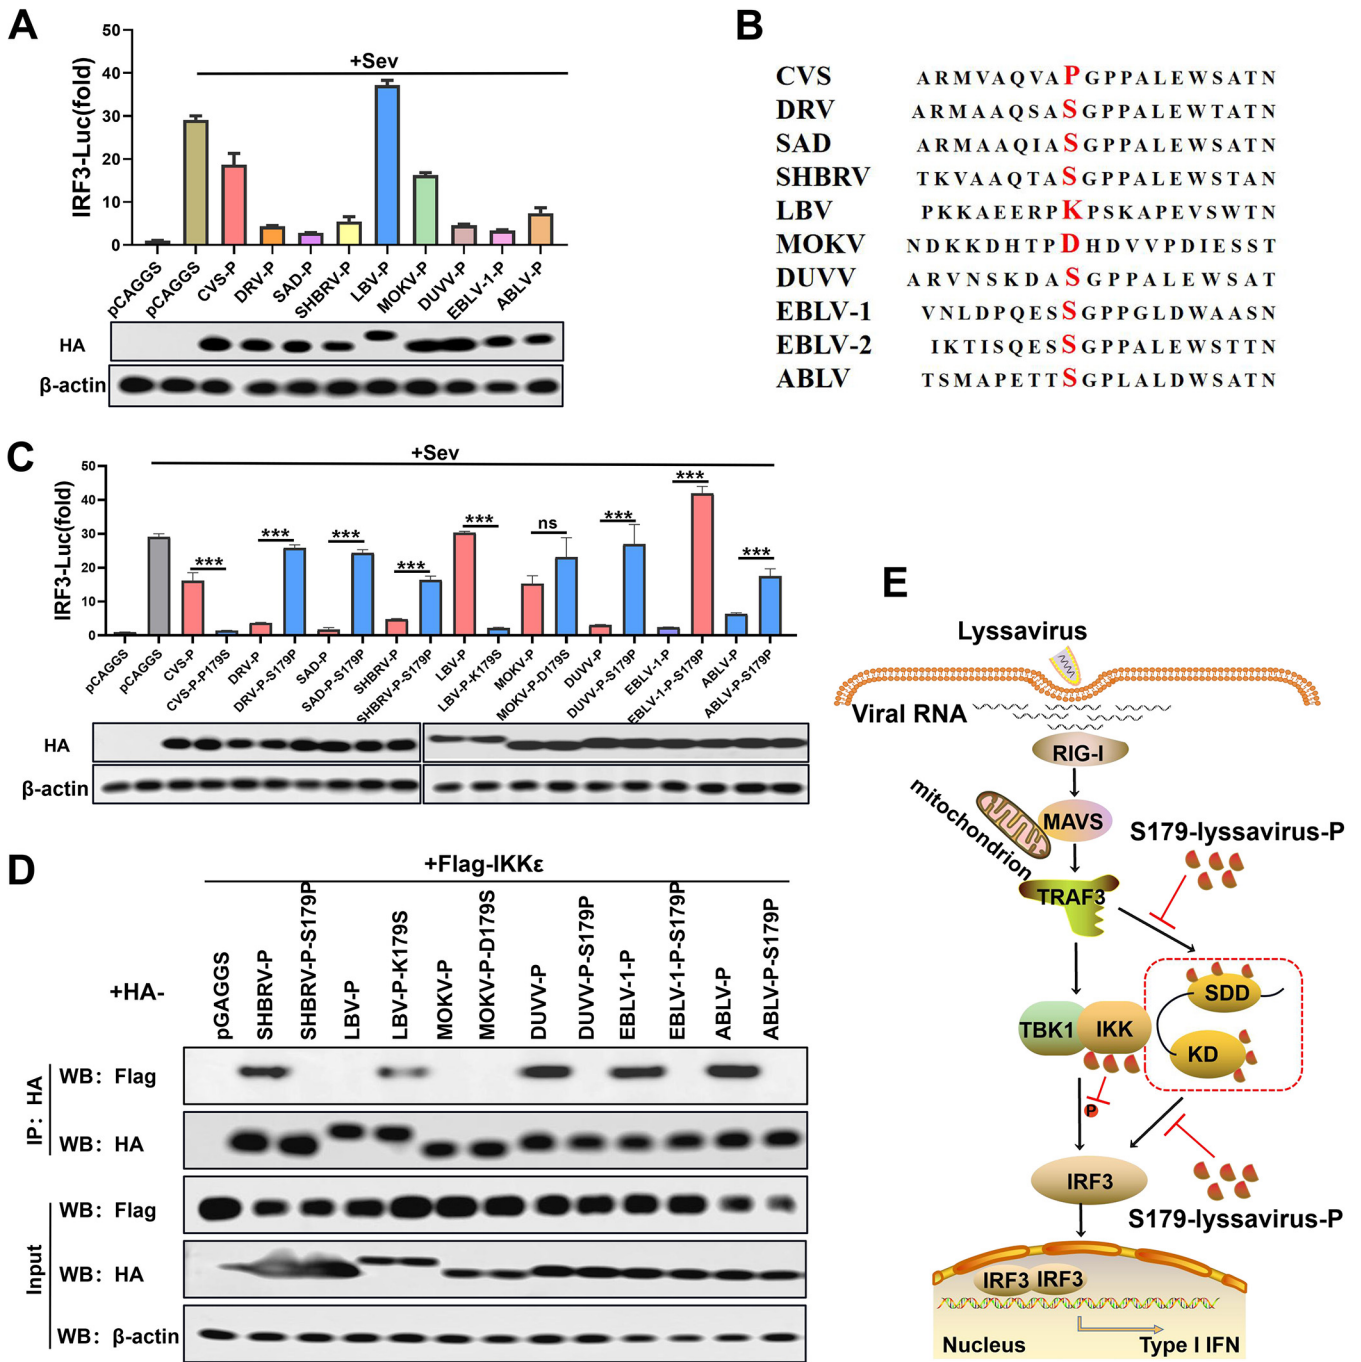 A
IRF3-Luc(fold)
50
40
30
20
10
0
+Sev
pCAGGS
pCAGGS
CVS-P
DRV-P
SAD-P
SHBRV-P
LBV-P
MOKV-P
DUVV-P
EBLV-1-P
ABLV-P
HA
β-actin
B
CVS ARMVAQVAPGPPALEWSATN
DRV ARMAAQSASGPPALEWTATN
SAD ARMAAQIASGPPALEWSATN
SHBRV TKVAAQTASGPPALEWSTAN
LBV PKKAEERPKPSKAPEVSWTN
MOKV NDKKDHTPDHDVVPDIESST
DUVV ARVNSKDASGPPALEWSAT
EBLV-1 VNLDPQESSGPPGLDWAASN
EBLV-2 IKTISQESSGPPALEWSTTN
ABLV TSMAPETTSGPLALDWSATN
C
IRF3-Luc(fold)
50
40
30
20
10
0
+Sev
***
***
***
***
***
ns
***
***
***
pCAGGS
pCAGGS
CVS-P
CVS-P-P179S
DRV-P
DRV-P-S179P
SAD-P
SAD-P-S179P
SHBRV-P
SHBRV-P-S179P
LBV-P
LBV-P-K179S
MOKV-P
MOKV-P-D179S
DUVV-P
DUVV-P-S179P
EBLV-1-P
EBLV-1-P-S179P
ABLV-P
ABLV-P-S179P
HA
β-actin
D
+Flag-IKKε
+HA-
pGAGGS
SHBRV-P
SHBRV-P-S179P
LBV-P
LBV-P-K179S
MOKV-P
MOKV-P-D179S
DUVV-P
DUVV-P-S179P
EBLV-1-P
EBLV-1-P-S179P
ABLV-P
ABLV-P-S179P
IP: HA
WB: Flag
WB: HA
Input
WB: Flag
WB: HA
WB: β-actin
E
Lyssavirus
Viral RNA
RIG-I
mitochondrion
MAVS
S179-lyssavirus-P
TRAF3
SDD
TBK1
IKK
KD
P
IRF3
S179-lyssavirus-P
IRF3
IRF3
Nucleus
Type I IFN